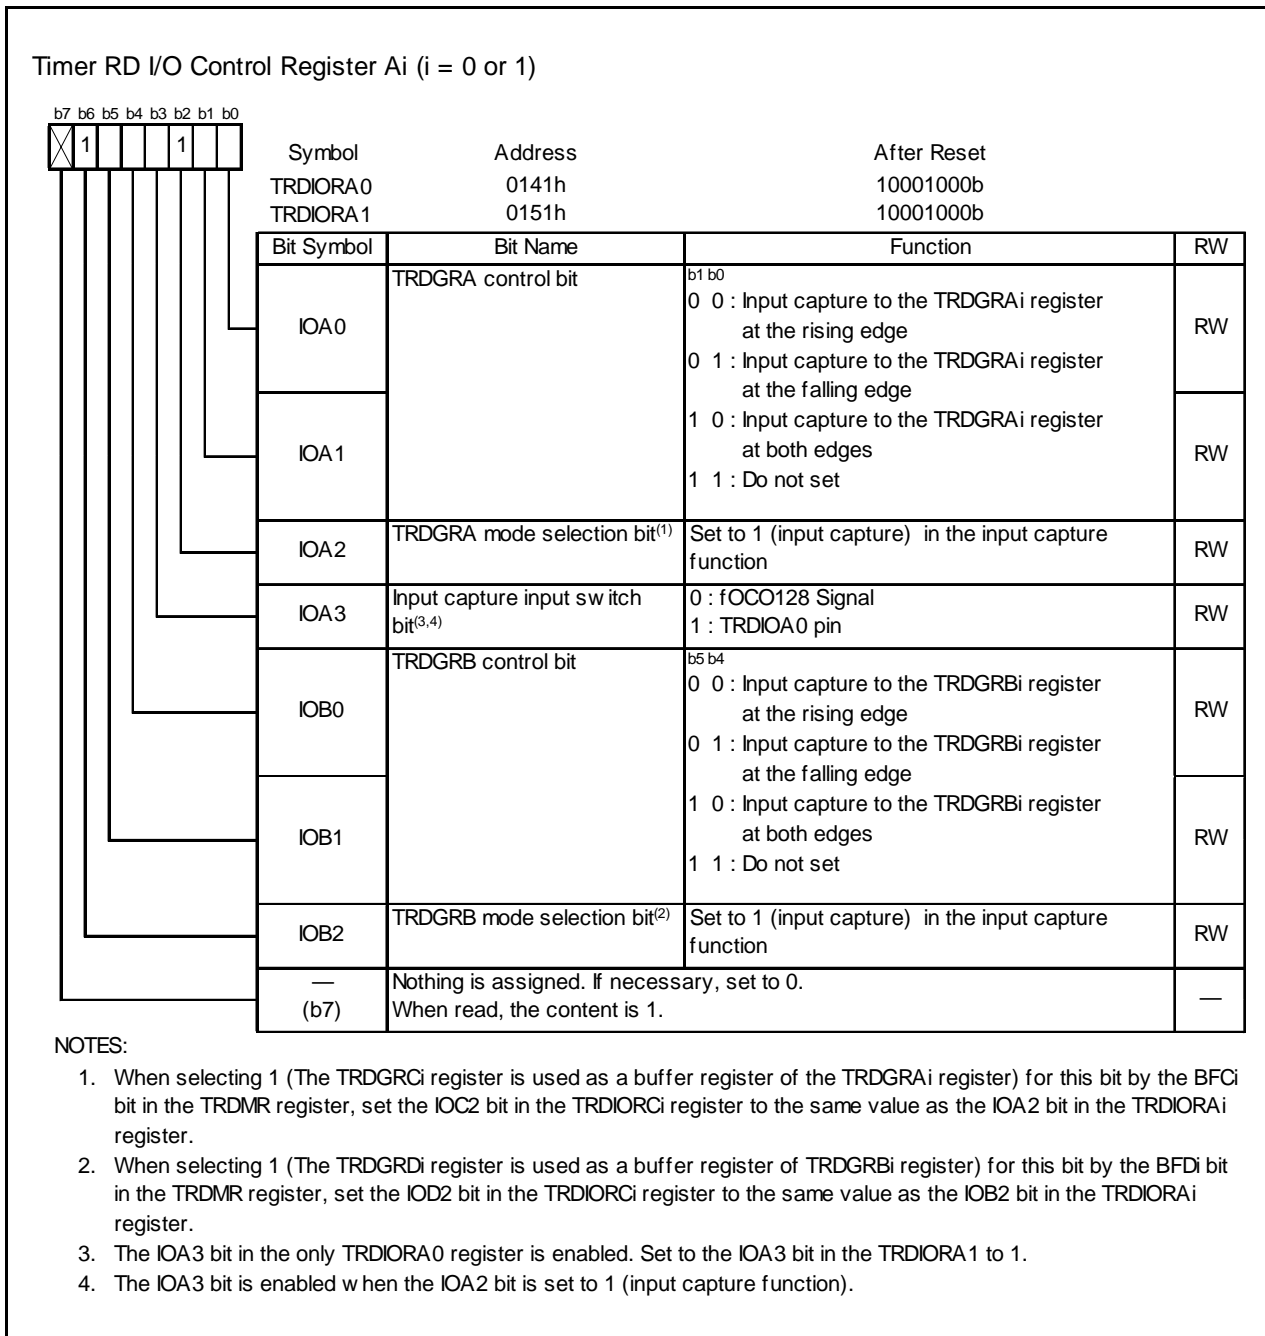 Timer RD I/O Control Register Ai (i = 0 or 1)
b7 b6 b5 b4 b3 b2 b1 b0
1 1
Symbol Address After Reset
TRDIORA0 0141h 10001000b
TRDIORA1 0151h 10001000b
Bit Symbol Bit Name Function RW
IOA0 TRDGRA control bit b1 b0
0 0 : Input capture to the TRDGRAi register
at the rising edge
RW
0 1 : Input capture to the TRDGRAi register
at the falling edge
IOA1 1 0 : Input capture to the TRDGRAi register
at both edges
RW
1 1 : Do not set
IOA2 TRDGRA mode selection bit(1) Set to 1 (input capture) in the input capture
function
RW
IOA3 Input capture input switch
bit(3,4)
0 : fOCO128 Signal
1 : TRDIOA0 pin
RW
IOB0 TRDGRB control bit b5 b4
0 0 : Input capture to the TRDGRBi register
at the rising edge
RW
0 1 : Input capture to the TRDGRBi register
at the falling edge
IOB1 1 0 : Input capture to the TRDGRBi register
at both edges
RW
1 1 : Do not set
IOB2 TRDGRB mode selection bit(2) Set to 1 (input capture) in the input capture
function
RW
—
(b7)
Nothing is assigned. If necessary, set to 0.
When read, the content is 1.
—
NOTES:
1. When selecting 1 (The TRDGRCi register is used as a buffer register of the TRDGRAi register) for this bit by the BFCi
bit in the TRDMR register, set the IOC2 bit in the TRDIORCi register to the same value as the IOA2 bit in the TRDIORAi
register.
2. When selecting 1 (The TRDGRDi register is used as a buffer register of TRDGRBi register) for this bit by the BFDi bit
in the TRDMR register, set the IOD2 bit in the TRDIORCi register to the same value as the IOB2 bit in the TRDIORAi
register.
3. The IOA3 bit in the only TRDIORA0 register is enabled. Set to the IOA3 bit in the TRDIORA1 to 1.
4. The IOA3 bit is enabled when the IOA2 bit is set to 1 (input capture function).